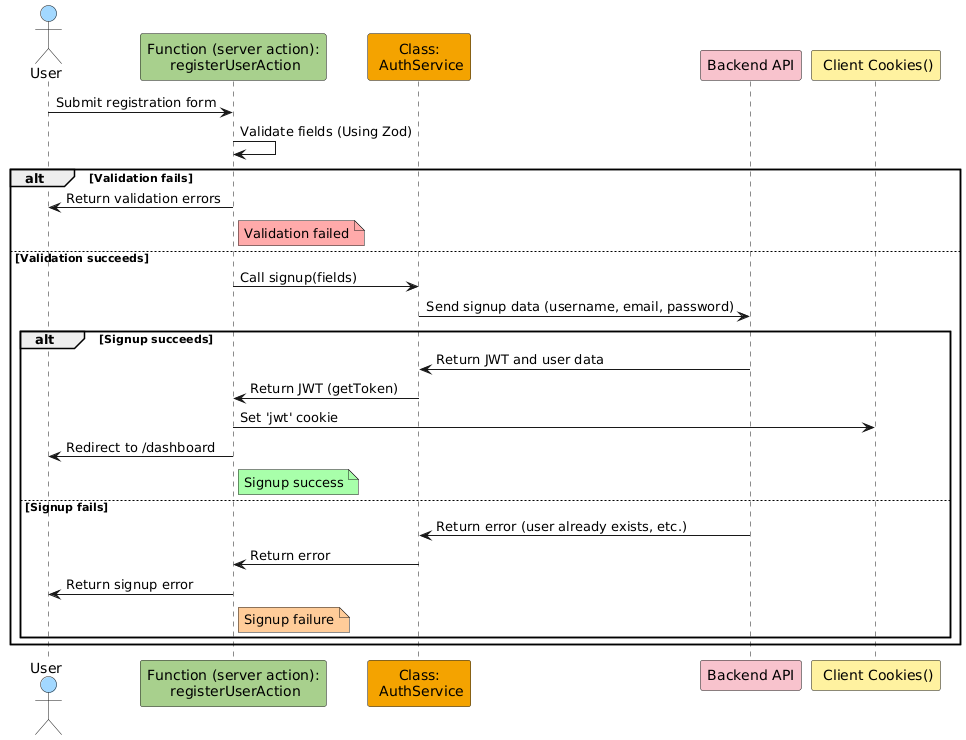 User
Function (server action):
registerUserAction
Class:
AuthService
Backend API
Client Cookies()
Submit registration form
Validate fields (Using Zod)
alt
[Validation fails]
Return validation errors
Validation failed
[Validation succeeds]
Call signup(fields)
Send signup data (username, email, password)
alt
[Signup succeeds]
Return JWT and user data
Return JWT (getToken)
Set 'jwt' cookie
Redirect to /dashboard
Signup success
[Signup fails]
Return error (user already exists, etc.)
Return error
Return signup error
Signup failure
User
Function (server action):
registerUserAction
Class:
AuthService
Backend API
Client Cookies()